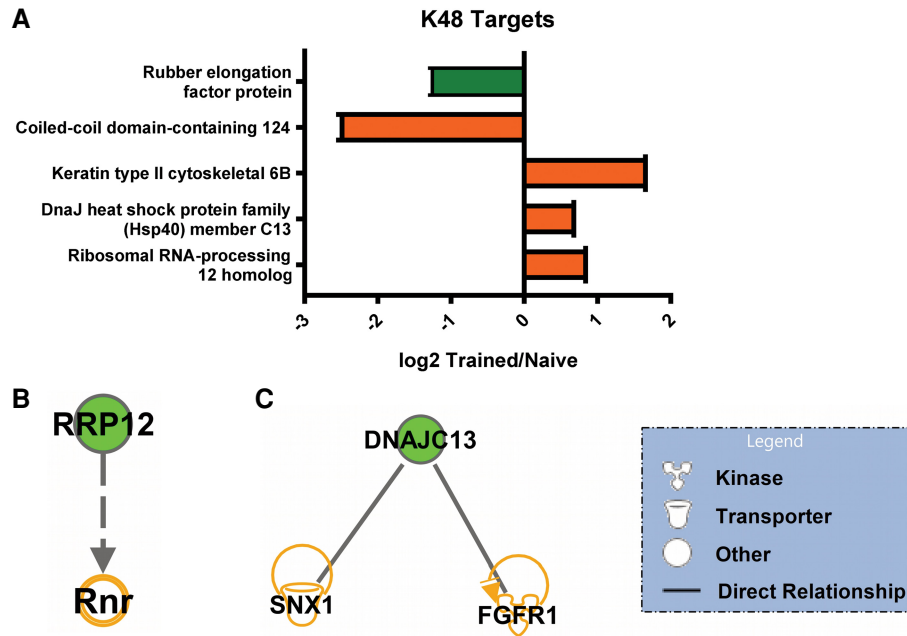 A
K48 Targets
Rubber elongation
factor protein
Coiled-coil domain-containing 124
Keratin type II cytoskeletal 6B
DnaJ heat shock protein family
(Hsp40) member C13
Ribosomal RNA-processing
12 homolog
-3 -2 -1 0 1 2
log2 Trained/Naive
B
RRP12
Rnr
C
DNAJC13
SNX1
FGFR1
Legend
Kinase
Transporter
Other
Direct Relationship